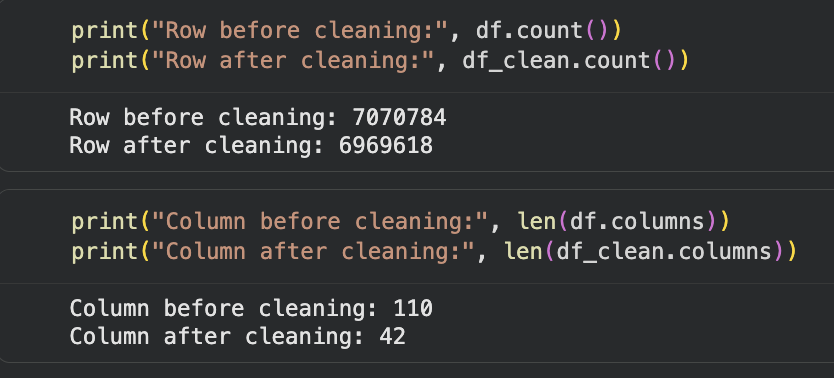 print("Row before cleaning:", df.count())
print("Row after cleaning:", df_clean.count())
Row before cleaning: 7070784
Row after cleaning: 6969618
print("Column before cleaning:", len(df.columns))
print("Column after cleaning:", len(df_clean.columns))
Column before cleaning: 110
Column after cleaning: 42